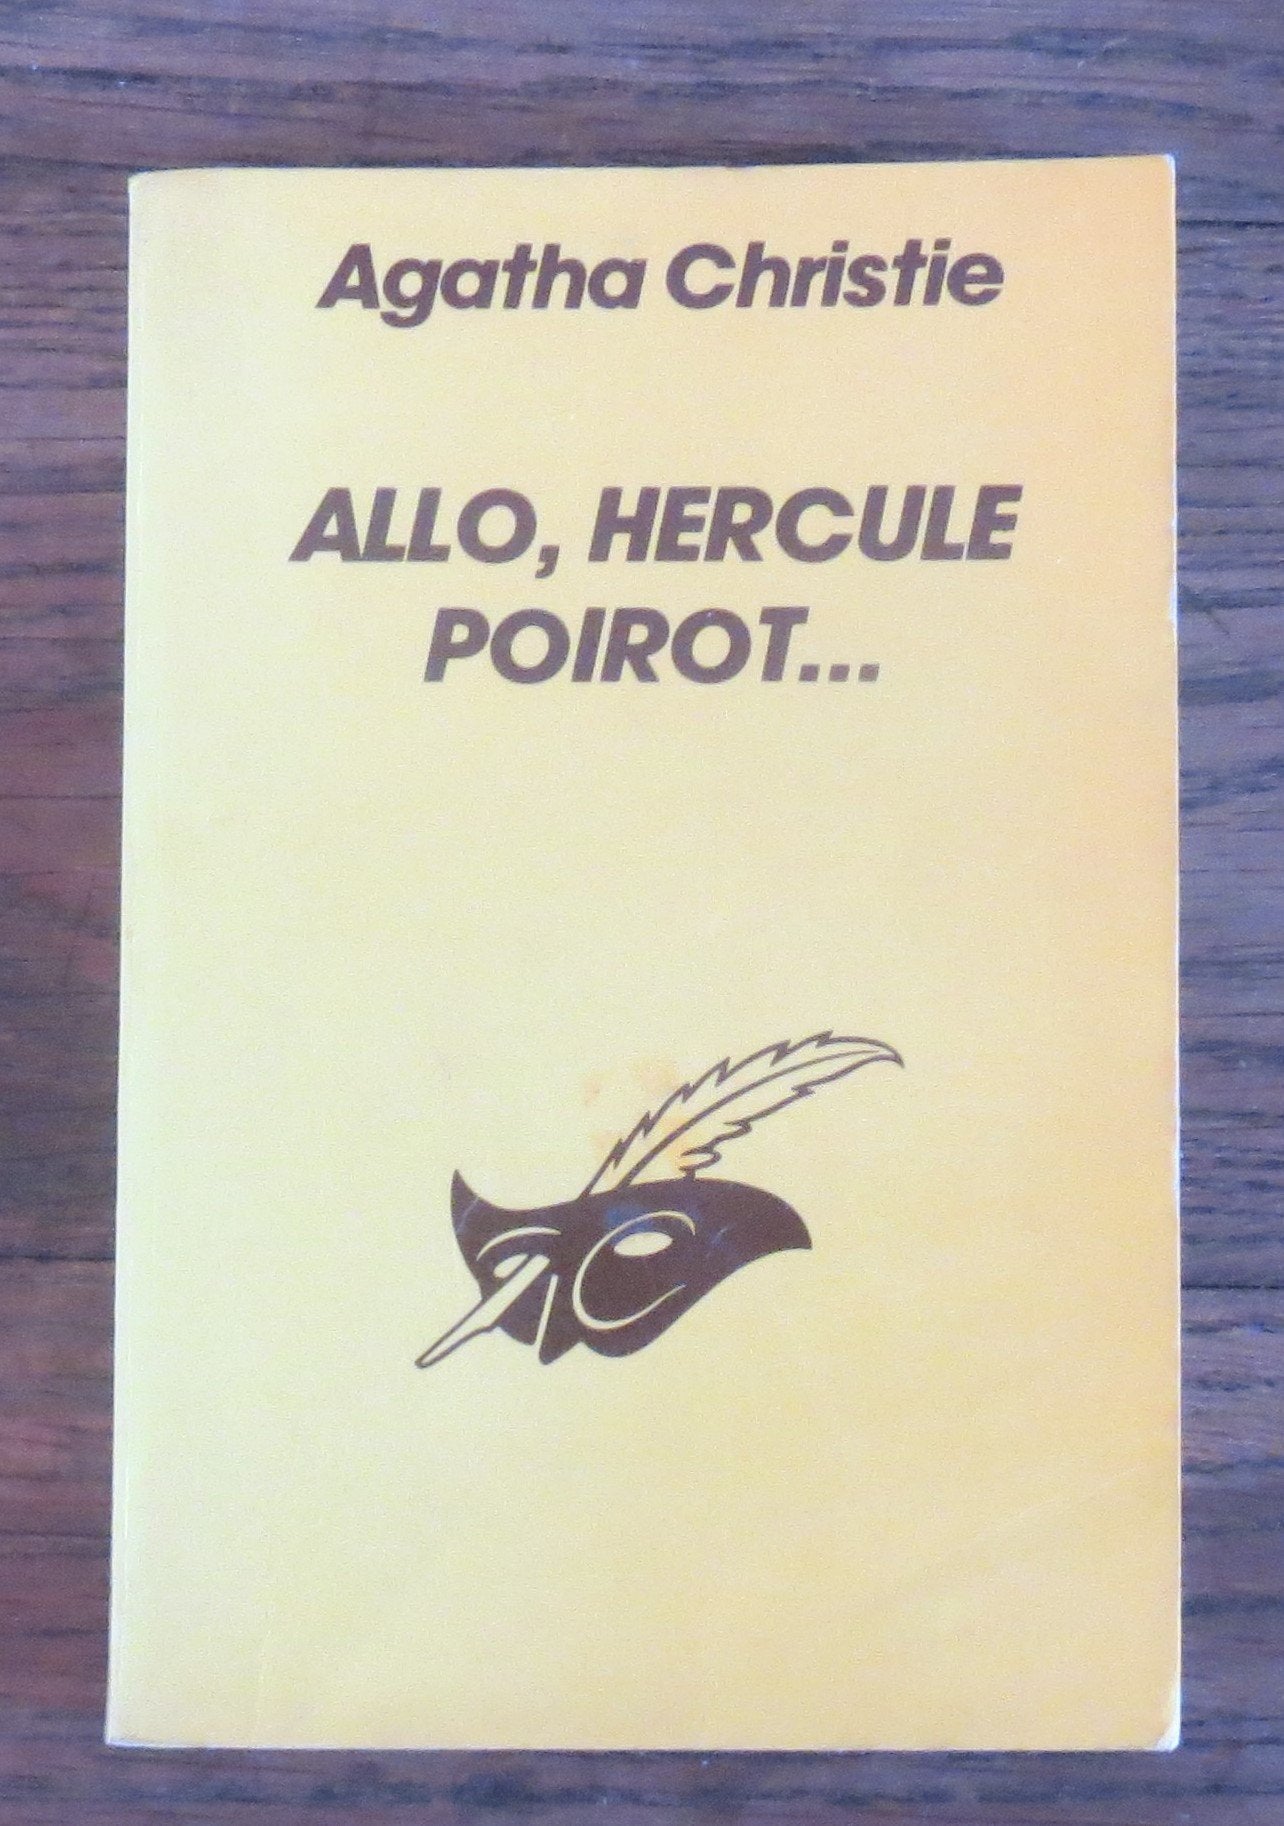 Agatha Christie
ALLO, HERCULE
POIROT...